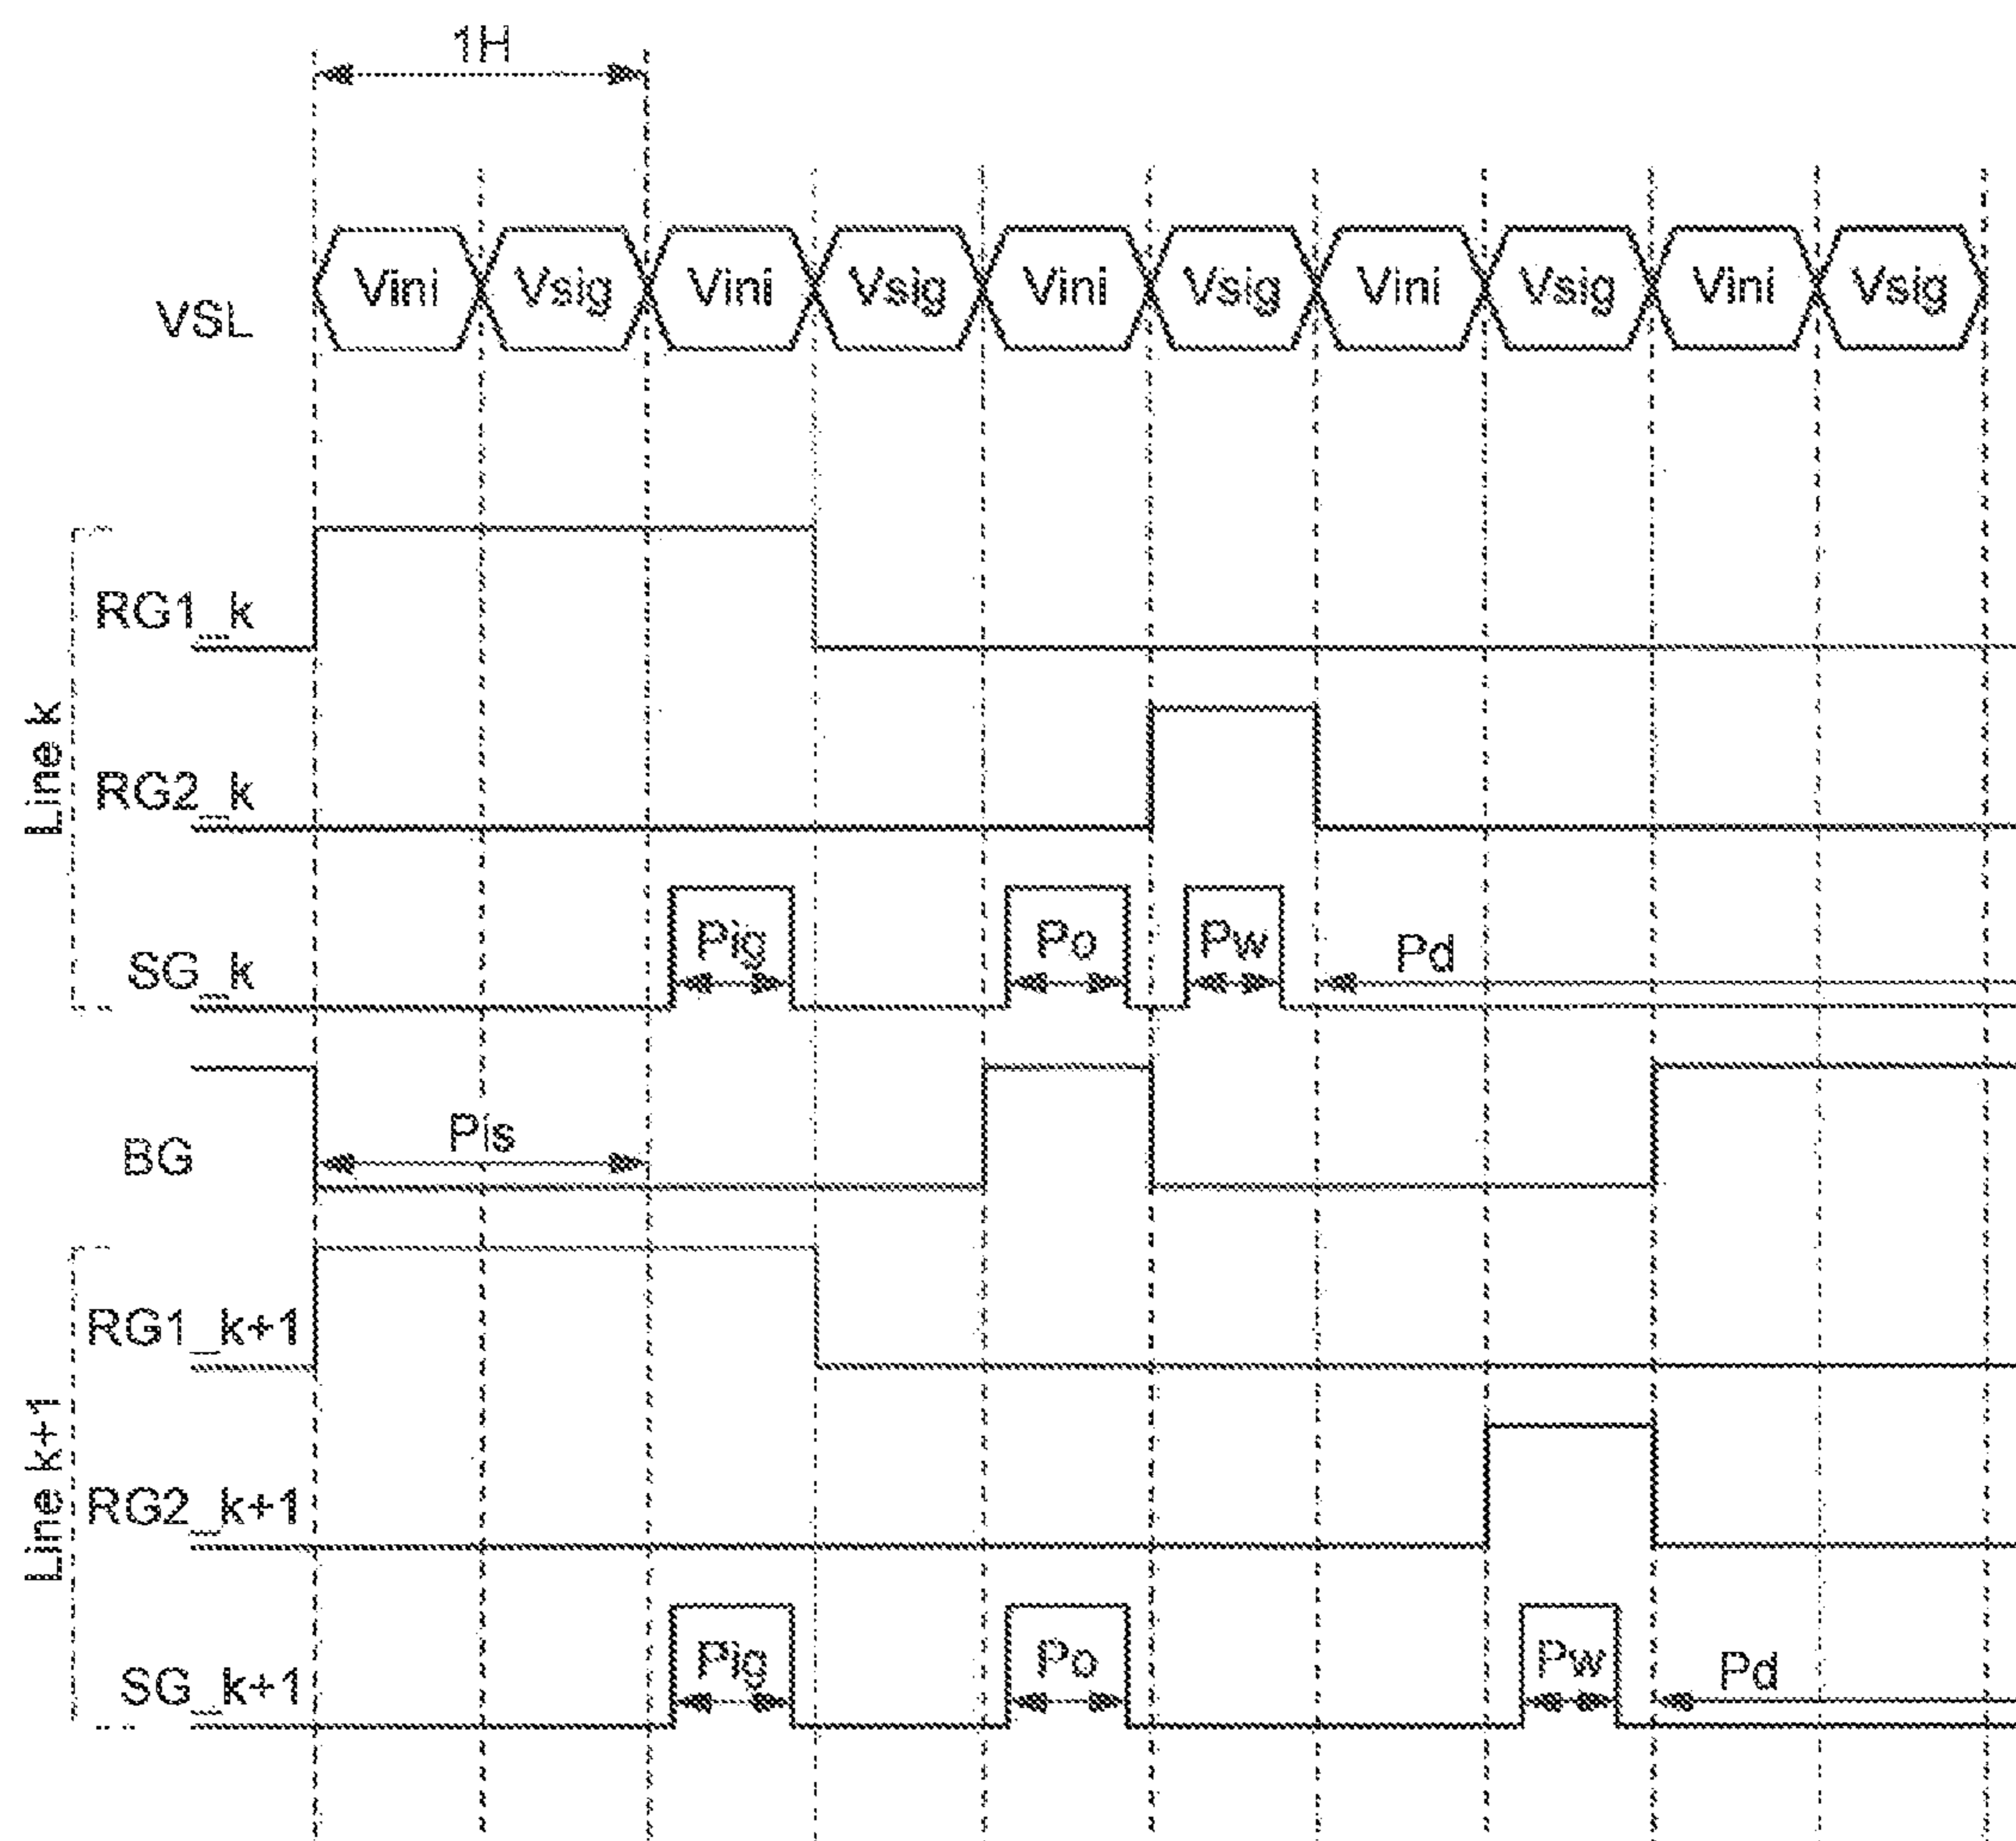 1H
VSL
Vini Vsig Vini Vsig Vini Vsig Vini Vsig Vini Vsig
Line k
RG1_k
RG2_k
SG_k
Pig Po Pw Pd
BG
Pis
Line k+1
RG1_k+1
RG2_k+1
SG_k+1
Pig Po Pw Pd